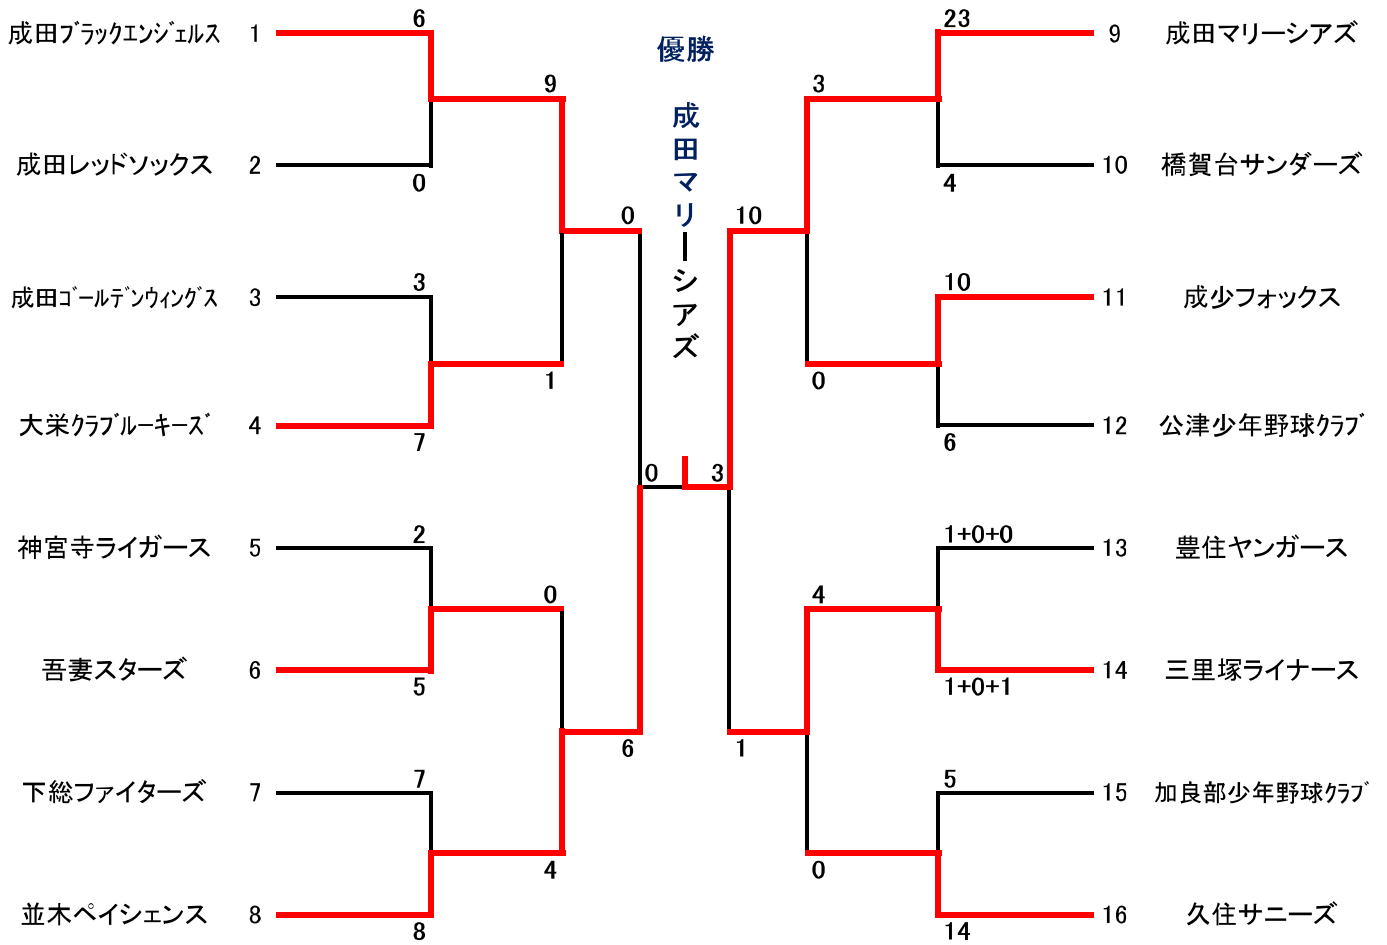 優勝
成田マリーシアズ
成田ﾌﾞﾗｯｸｴﾝｼﾞｪﾙｽ 1 6
9
成田レッドソックス 2 0
0
成田ｺﾞｰﾙﾃﾞﾝｳｨﾝｸﾞｽ 3 3
1
大栄ｸﾗﾌﾞﾙｰｷｰｽﾞ 4 7
0
神宮寺ライガース 5 2
0
吾妻スターズ 6 5
6
下総ファイターズ 7 7
4
並木ペイシェンス 8 8
23 9 成田マリーシアズ
3
4 10 橋賀台サンダーズ
10
10 11 成少フォックス
0
6 12 公津少年野球ｸﾗﾌﾞ
3
1+0+0 13 豊住ヤンガース
4
1+0+1 14 三里塚ライナース
1
5 15 加良部少年野球ｸﾗﾌﾞ
0
14 16 久住サニーズ